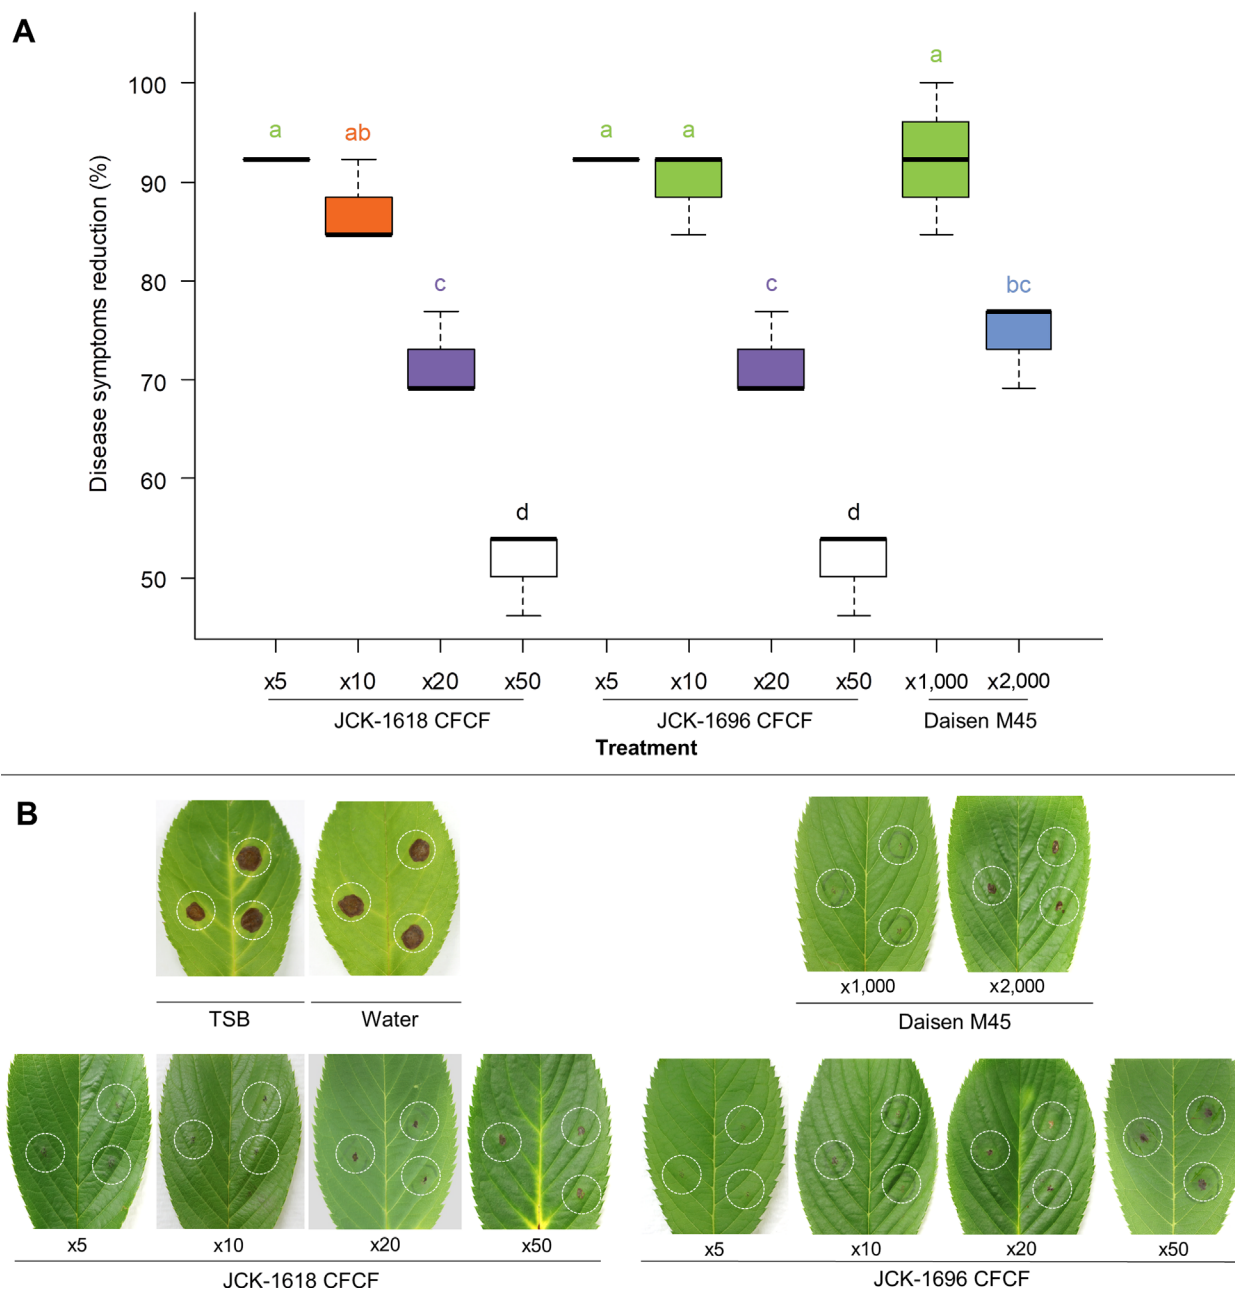 A
Disease symptoms reduction (%)
100
90
80
70
60
50
a
ab
c
d
a
a
c
d
a
bc
x5 x10 x20 x50 x5 x10 x20 x50 x1,000 x2,000
JCK-1618 CFCF JCK-1696 CFCF Daisen M45
Treatment
B
x1,000 x2,000
TSB Water Daisen M45
x5 x10 x20 x50 x5 x10 x20 x50
JCK-1618 CFCF JCK-1696 CFCF